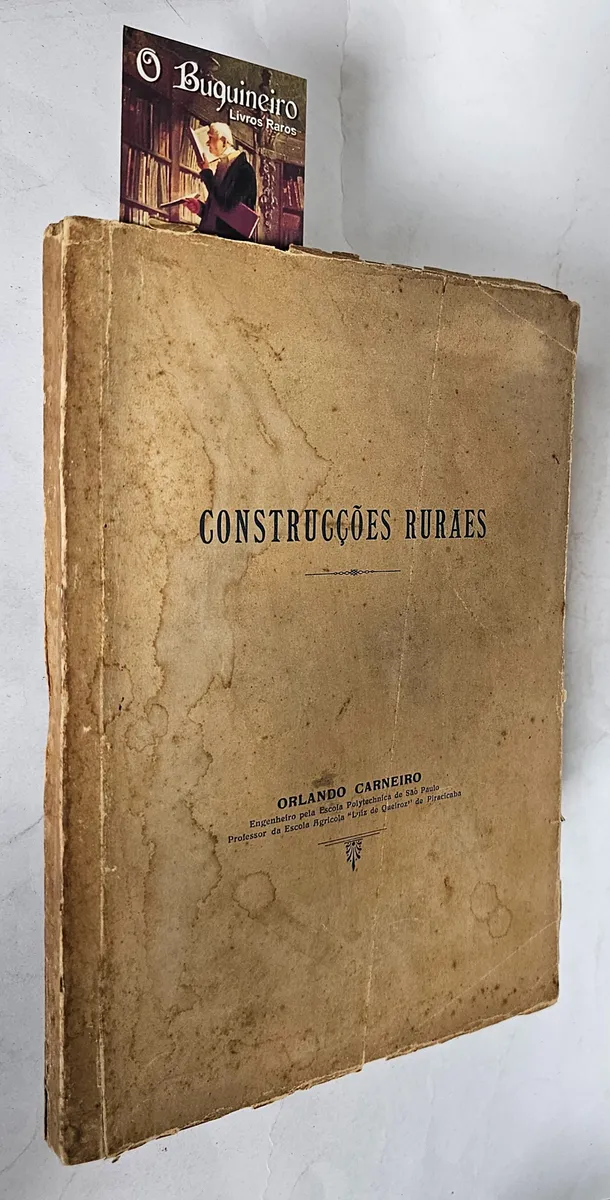 O Buquineiro
Livros Raros
CONSTRUCÇÕES RURAES
ORLANDO CARNEIRO
Engenheiro pela Escola Polytechnica de São Paulo
Professor da Escola Agricola "Luiz de Queiroz" de Piracicaba